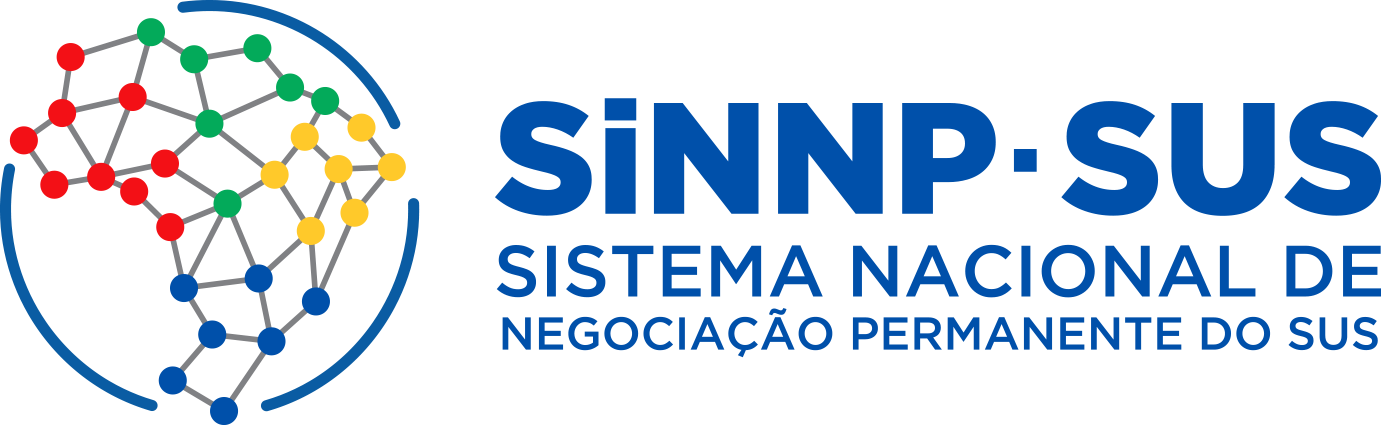 SiNNP·SUS
SISTEMA NACIONAL DE
NEGOCIAÇÃO PERMANENTE DO SUS